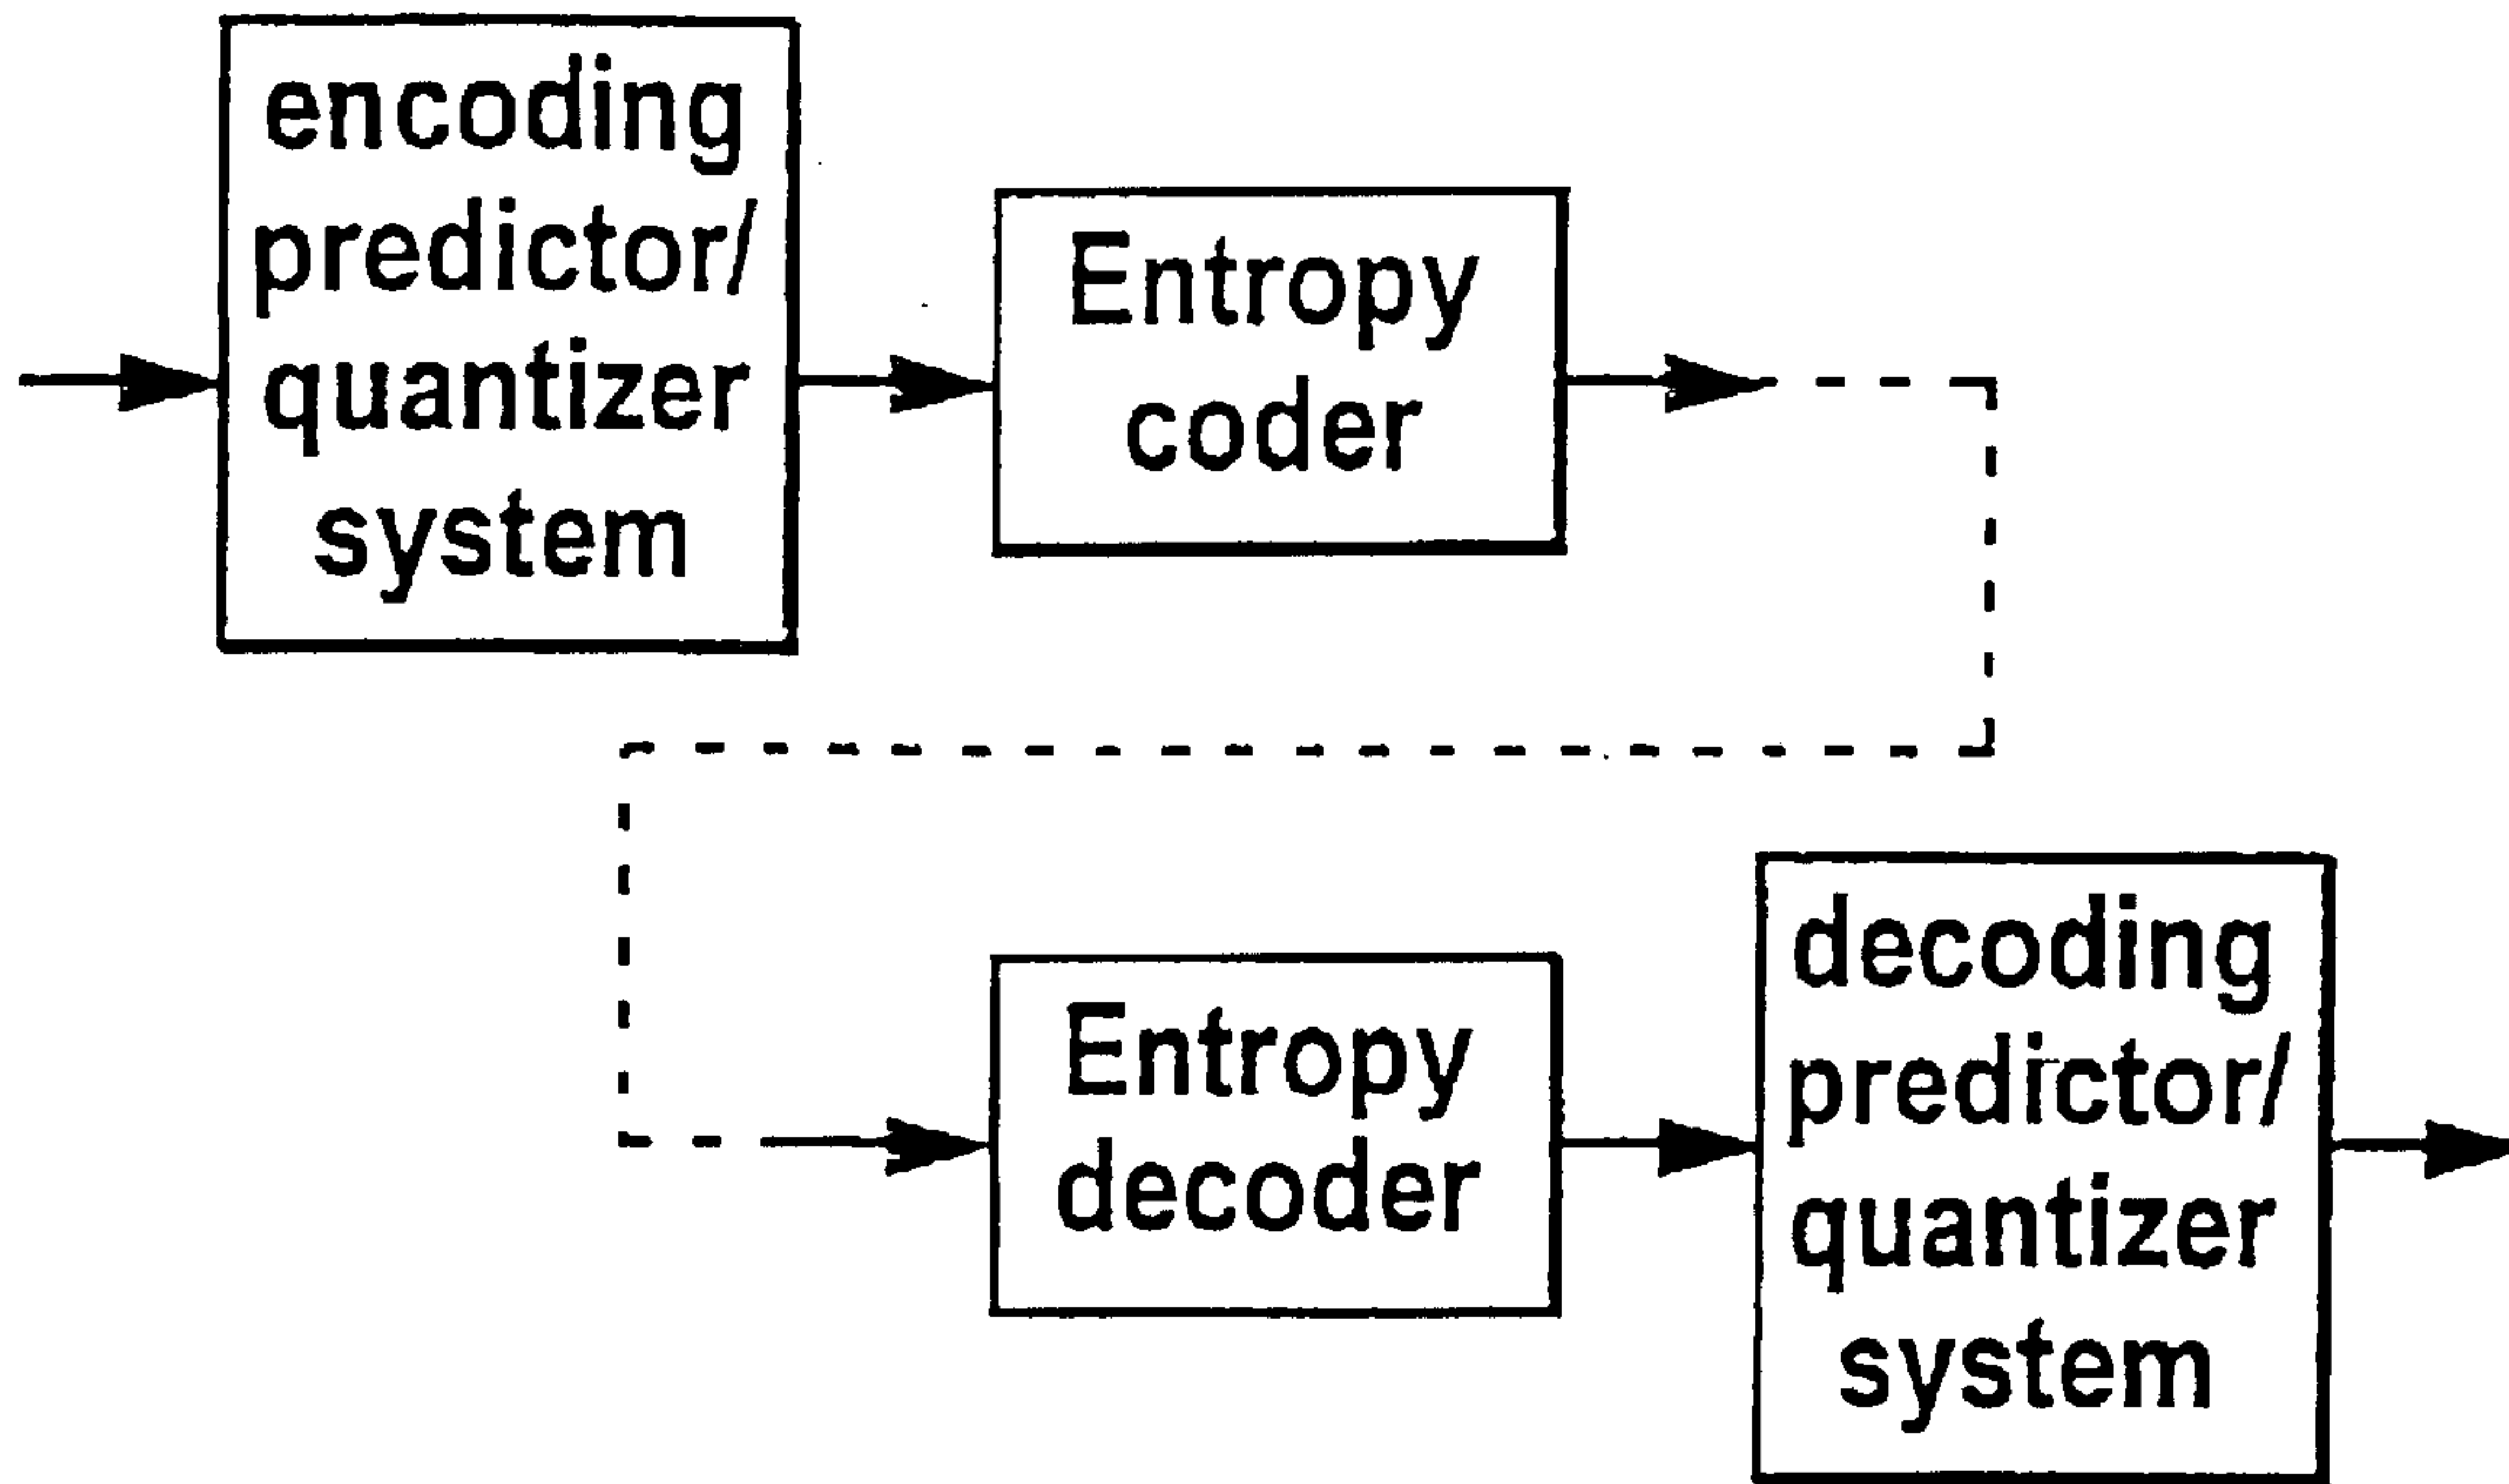 encoding
predictor/
quantizer
system
Entropy
coder
Entropy
decoder
decoding
predictor/
quantizer
system